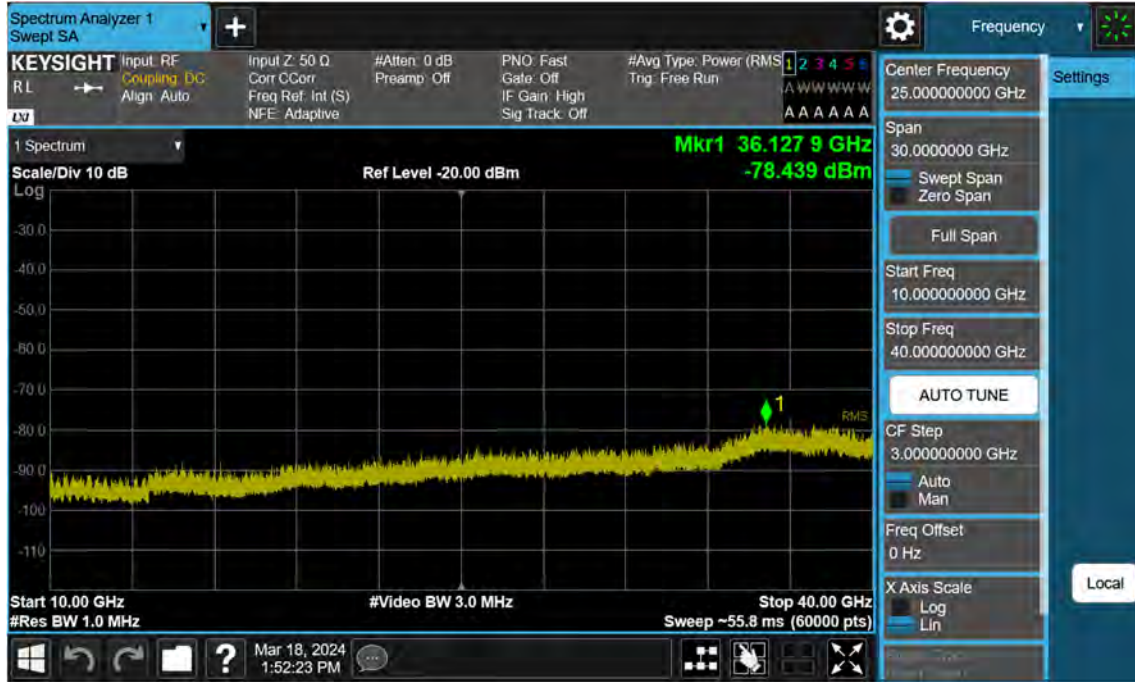 Spectrum Analyzer 1
Swept SA
Frequency
KEYSIGHT
RL
LXI
Input: RF
Coupling: DC
Align: Auto
Input Z: 50 Ω
Corr CCorr
Freq Ref: Int (S)
NFE: Adaptive
#Atten: 0 dB
Preamp: Off
PNO: Fast
Gate: Off
IF Gain: High
Sig Track: Off
#Avg Type: Power (RMS
Trig: Free Run
1 2 3 4 5 6
A W W W W W
A A A A A A
1 Spectrum
Scale/Div 10 dB
Log
Ref Level -20.00 dBm
Mkr1 36.127 9 GHz
-78.439 dBm
-30.0
-40.0
-50.0
-60.0
-70.0
-80.0
-90.0
-100
-110
1
RMS
Start 10.00 GHz
#Res BW 1.0 MHz
#Video BW 3.0 MHz
Stop 40.00 GHz
Sweep ~55.8 ms (60000 pts)
Mar 18, 2024
1:52:23 PM
?
Center Frequency
25.000000000 GHz
Span
30.0000000 GHz
Swept Span
Zero Span
Full Span
Start Freq
10.000000000 GHz
Stop Freq
40.000000000 GHz
AUTO TUNE
CF Step
3.000000000 GHz
Auto
Man
Freq Offset
0 Hz
X Axis Scale
Log
Lin
Settings
Local